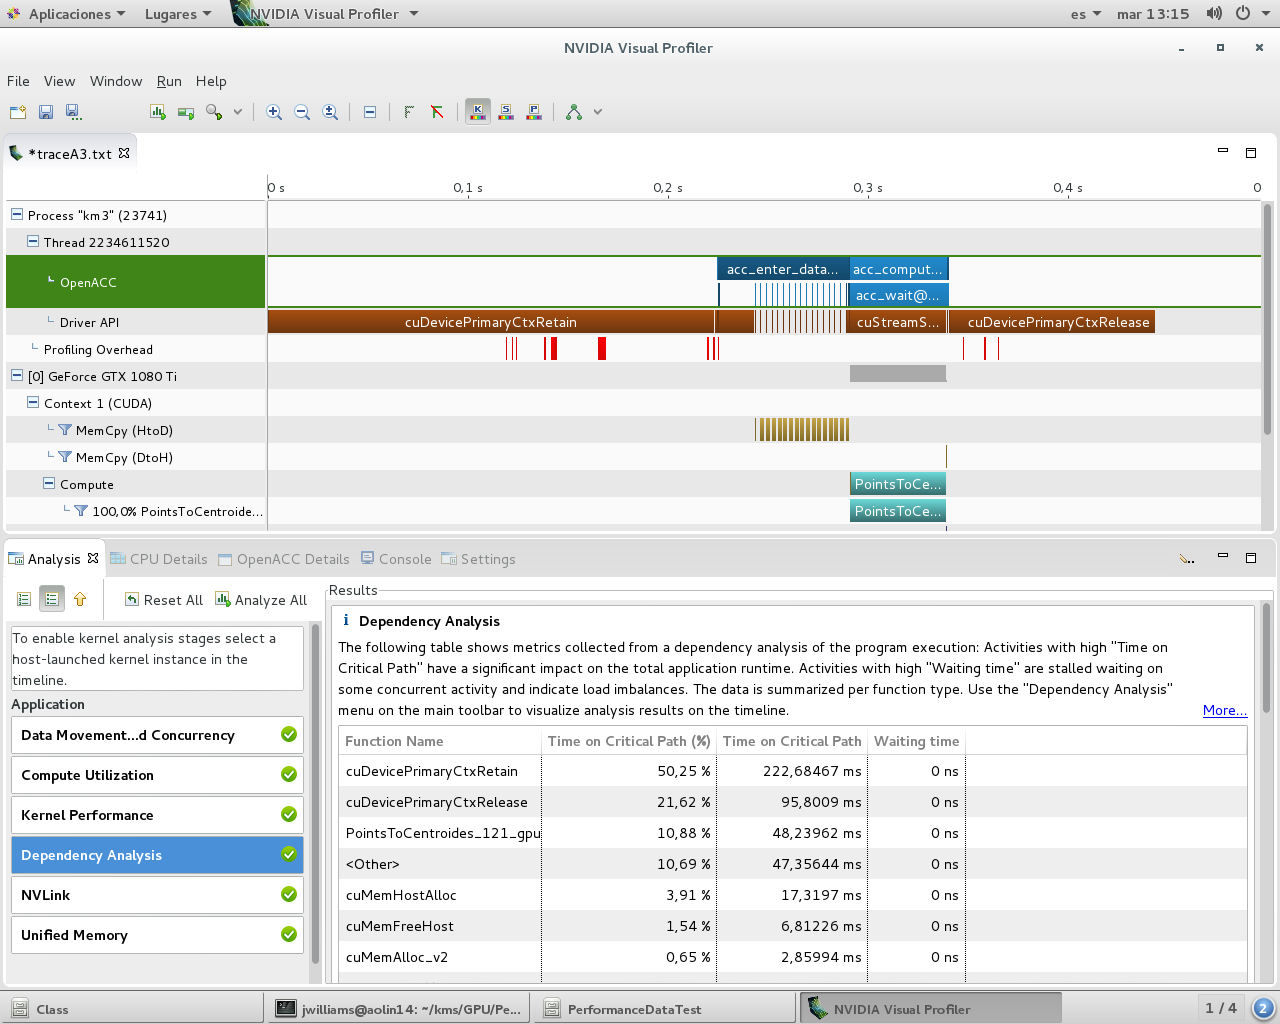 Aplicaciones Lugares NVIDIA Visual Profiler es mar 13:15
NVIDIA Visual Profiler
File View Window Run Help
K S P
*traceA3.txt
0 s 0,1 s 0,2 s 0,3 s 0,4 s 0
Process "km3" (23741)
Thread 2234611520
OpenACC
acc_enter_data... acc_comput...
acc_wait@...
Driver API cuDevicePrimaryCtxRetain cuStreamS... cuDevicePrimaryCtxRelease
Profiling Overhead
[0] GeForce GTX 1080 Ti
Context 1 (CUDA)
MemCpy (HtoD)
MemCpy (DtoH)
Compute PointsToCe...
100,0% PointsToCentroide... PointsToCe...
Analysis CPU Details OpenACC Details Console Settings
Reset All Analyze All
To enable kernel analysis stages select a
host-launched kernel instance in the
timeline.
Application
Data Movement...d Concurrency
Compute Utilization
Kernel Performance
Dependency Analysis
NVLink
Unified Memory
Results
i Dependency Analysis
The following table shows metrics collected from a dependency analysis of the program execution: Activities with high "Time on
Critical Path" have a significant impact on the total application runtime. Activities with high "Waiting time" are stalled waiting on
some concurrent activity and indicate load imbalances. The data is summarized per function type. Use the "Dependency Analysis"
menu on the main toolbar to visualize analysis results on the timeline. More...
Function Name Time on Critical Path (%) Time on Critical Path Waiting time
cuDevicePrimaryCtxRetain 50,25 % 222,68467 ms 0 ns
cuDevicePrimaryCtxRelease 21,62 % 95,8009 ms 0 ns
PointsToCentroides_121_gpu 10,88 % 48,23962 ms 0 ns
<Other> 10,69 % 47,35644 ms 0 ns
cuMemHostAlloc 3,91 % 17,3197 ms 0 ns
cuMemFreeHost 1,54 % 6,81226 ms 0 ns
cuMemAlloc_v2 0,65 % 2,85994 ms 0 ns
Class jwilliams@aolin14: ~/kms/GPU/Pe... PerformanceDataTest NVIDIA Visual Profiler 1 / 4 2